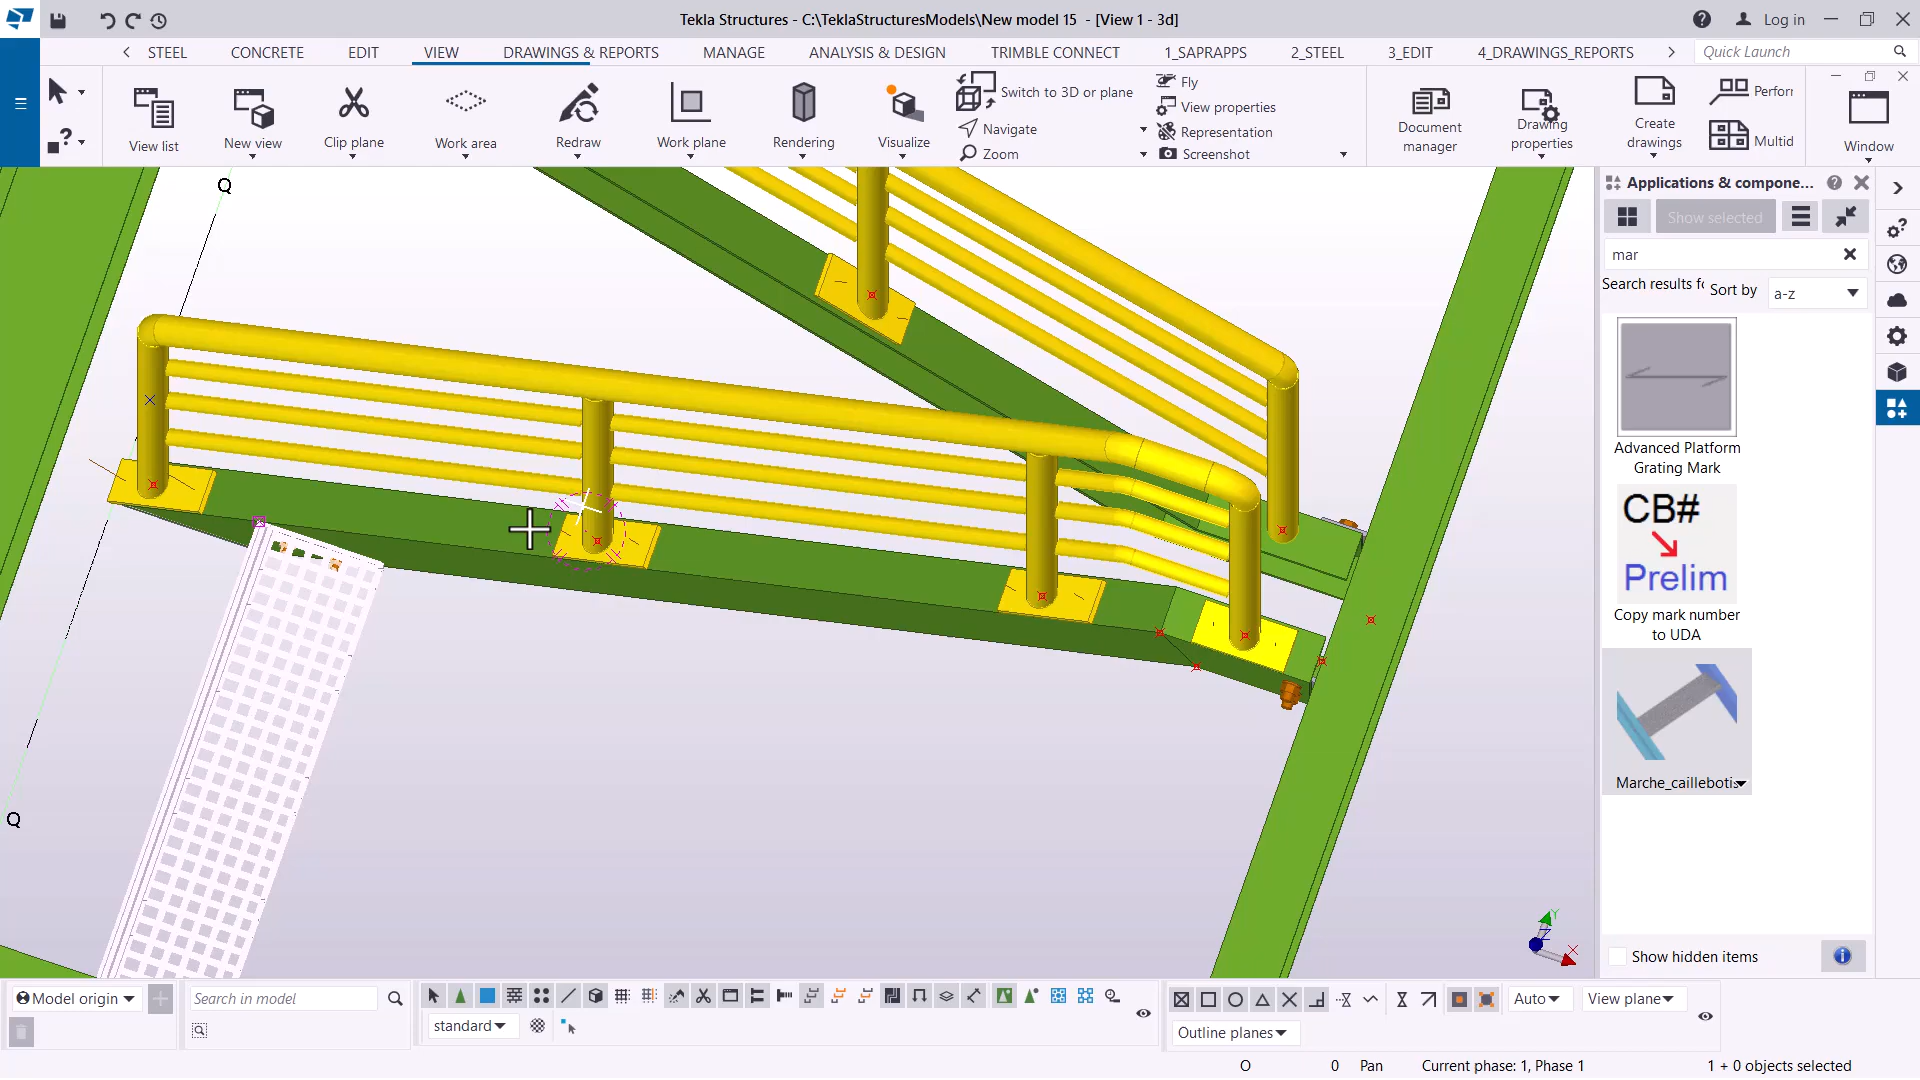 Tekla Structures - C:\TeklaStructuresModels\New model 15 - [View 1 - 3d]
Log in
STEEL
CONCRETE
EDIT
VIEW
DRAWINGS & REPORTS
MANAGE
ANALYSIS & DESIGN
TRIMBLE CONNECT
1_SAPRAPPS
2_STEEL
3_EDIT
4_DRAWINGS_REPORTS
Quick Launch
View list
New view
Clip plane
Work area
Redraw
Work plane
Rendering
Visualize
Switch to 3D or plane
Navigate
Zoom
Fly
View properties
Representation
Screenshot
Document
manager
Drawing
properties
Create
drawings
Perforr
Multid
Window
Applications & compone...
Show selected
mar
Search results fo
Sort by
a-z
Advanced Platform
Grating Mark
CB#
Prelim
Copy mark number
to UDA
Marche_caillebotis
Show hidden items
Q
Q
Y
Z
X
Model origin
Search in model
standard
Auto
View plane
Outline planes
O
0
Pan
Current phase: 1, Phase 1
1 + 0 objects selected